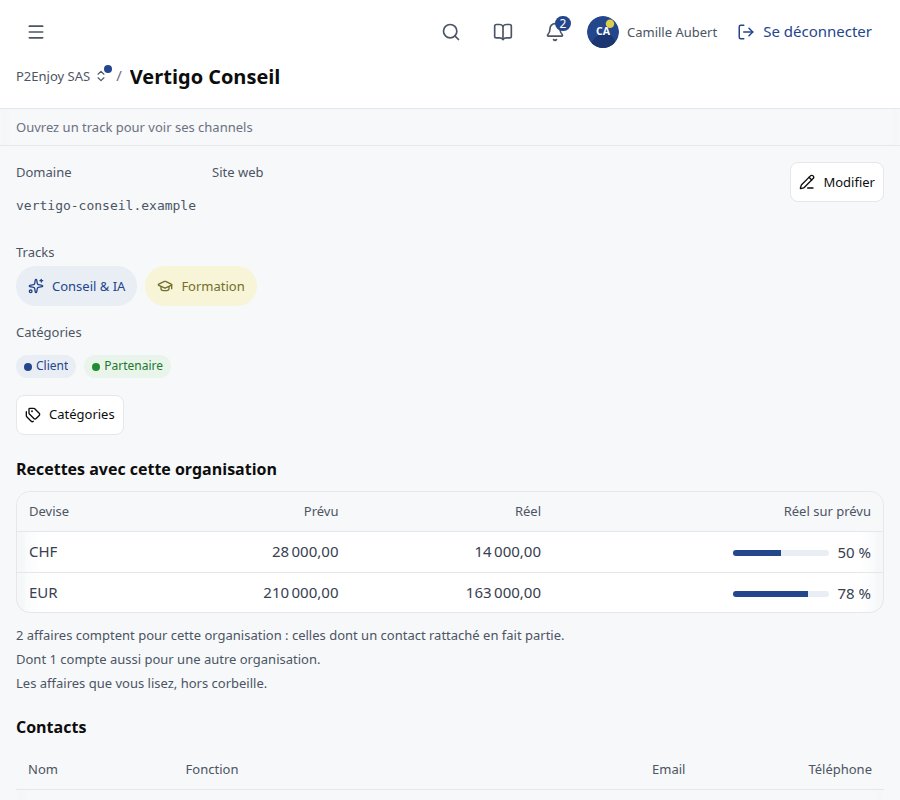 2
CA Camille Aubert Se déconnecter
P2Enjoy SAS / Vertigo Conseil
Ouvrez un track pour voir ses channels
Domaine Site web
Modifier
vertigo-conseil.example
Tracks
Conseil & IA Formation
Catégories
Client Partenaire
Catégories
Recettes avec cette organisation
Devise Prévu Réel Réel sur prévu
CHF 28 000,00 14 000,00 50 %
EUR 210 000,00 163 000,00 78 %
2 affaires comptent pour cette organisation : celles dont un contact rattaché en fait partie.
Dont 1 compte aussi pour une autre organisation.
Les affaires que vous lisez, hors corbeille.
Contacts
Nom Fonction Email Téléphone